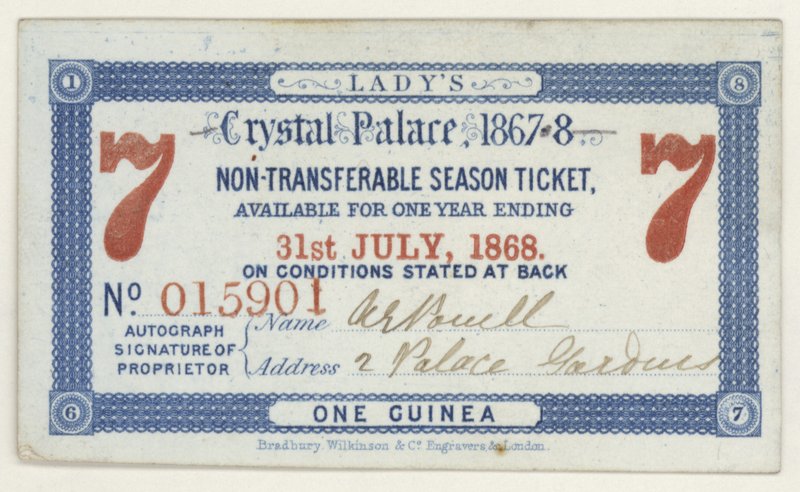 1 LADY'S 8
Crystal Palace, 1867-8
7 7
NON-TRANSFERABLE SEASON TICKET,
AVAILABLE FOR ONE YEAR ENDING
31st JULY, 1868.
ON CONDITIONS STATED AT BACK
No. 015901
AUTOGRAPH SIGNATURE OF PROPRIETOR
Name A E Powell
Address 2 Palace Gardens
6 ONE GUINEA 7
Bradbury Wilkinson & Co. Engravers, London.